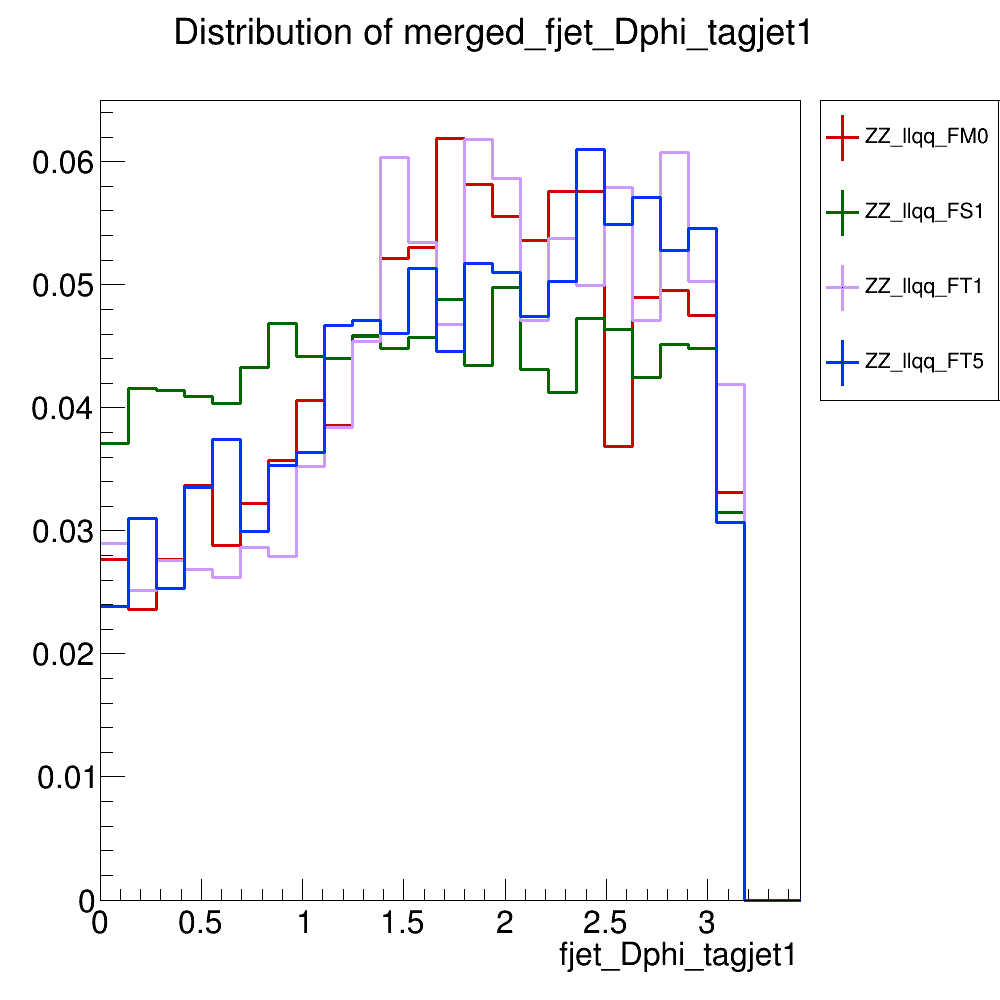 Distribution of merged_fjet_Dphi_tagjet1
ZZ_llqq_FM0
ZZ_llqq_FS1
ZZ_llqq_FT1
ZZ_llqq_FT5
0.06
0.05
0.04
0.03
0.02
0.01
0
0 0.5 1 1.5 2 2.5 3
fjet_Dphi_tagjet1